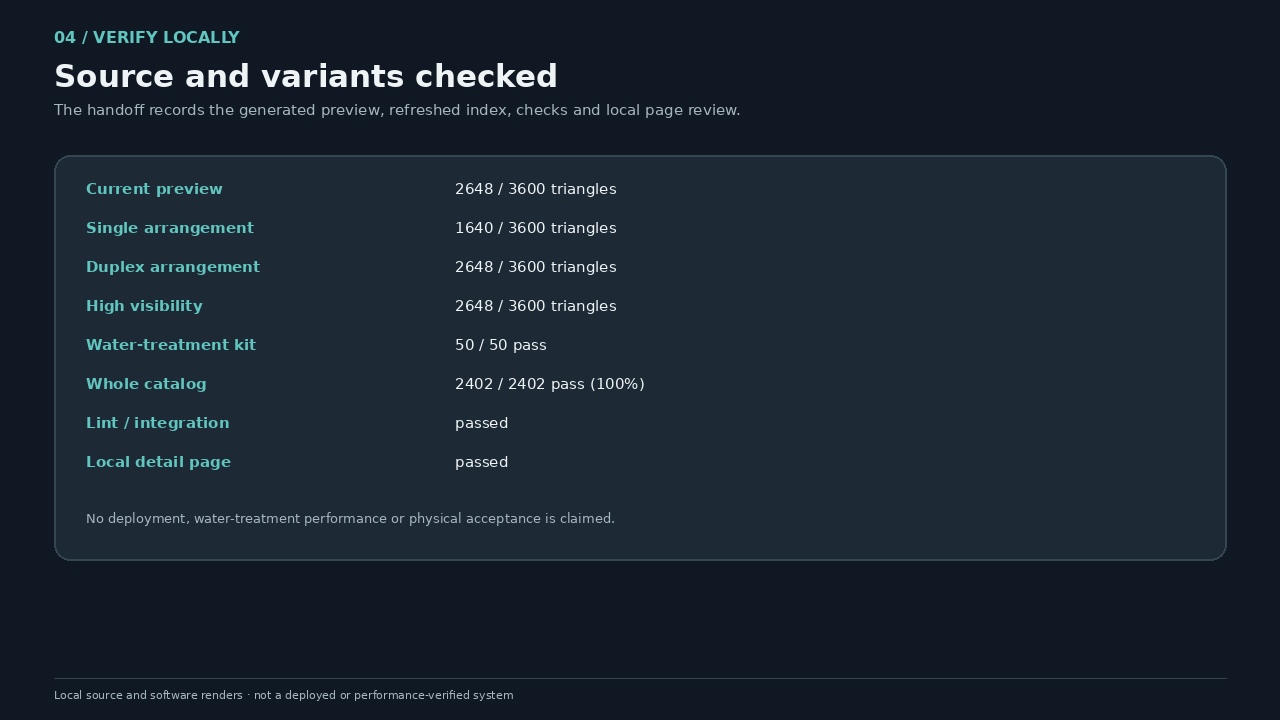 04 / VERIFY LOCALLY
Source and variants checked
The handoff records the generated preview, refreshed index, checks and local page review.
Current preview 2648 / 3600 triangles
Single arrangement 1640 / 3600 triangles
Duplex arrangement 2648 / 3600 triangles
High visibility 2648 / 3600 triangles
Water-treatment kit 50 / 50 pass
Whole catalog 2402 / 2402 pass (100%)
Lint / integration passed
Local detail page passed
No deployment, water-treatment performance or physical acceptance is claimed.
Local source and software renders · not a deployed or performance-verified system